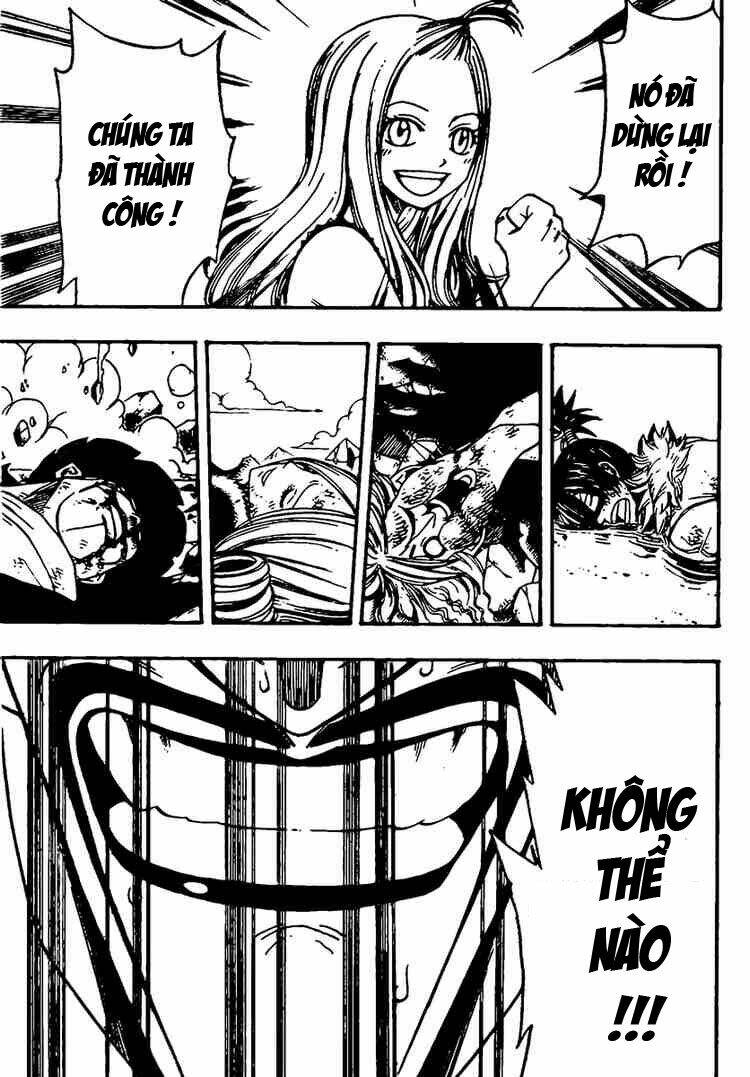 NÓ ĐÃ
DỪNG LẠI
RỒI !
CHÚNG TA
ĐÃ THÀNH
CÔNG !
KHÔNG
THỂ
NÀO
!!!